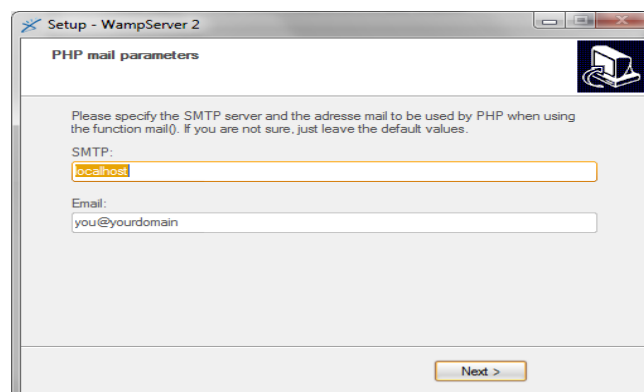 Setup - WampServer 2
PHP mail parameters
Please specify the SMTP server and the adresse mail to be used by PHP when using
the function mail(). If you are not sure, just leave the default values.
SMTP:
localhost
Email:
you@yourdomain
Next >